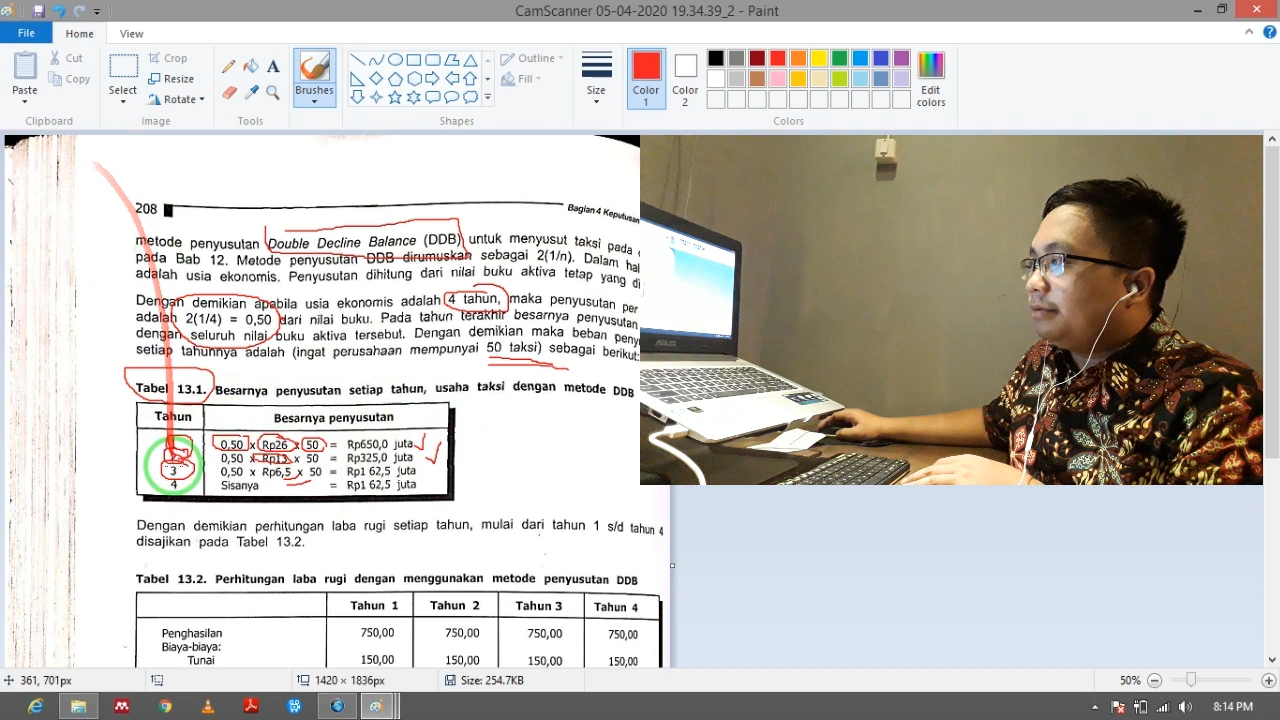 CamScanner 05-04-2020 19.34.39_2 - Paint
File Home View
Paste
Cut
Copy
Clipboard
Select
Crop
Resize
Rotate
Image
Tools
Brushes
Shapes
Outline
Fill
Size
Color 1
Color 2
Edit colors
Colors
208
Bagian 4 Keputusan
metode penyusutan Double Decline Balance (DDB) untuk menyusut taksi pada
pada Bab 12. Metode penyusutan DDB dirumuskan sebagai 2(1/n). Dalam hal
adalah usia ekonomis. Penyusutan dihitung dari nilai buku aktiva tetap yang di
Dengan demikian apabila usia ekonomis adalah 4 tahun, maka penyusutan per
adalah 2(1/4) = 0,50 dari nilai buku. Pada tahun terakhir besarnya penyusutan
dengan seluruh nilai buku aktiva tersebut. Dengan demikian maka beban peny
setiap tahunnya adalah (ingat perusahaan mempunyai 50 taksi) sebagai berikut:
Tabel 13.1. Besarnya penyusutan setiap tahun, usaha taksi dengan metode DDB
Tahun Besarnya penyusutan
0,50 x Rp26 x 50 = Rp650,0 juta
0,50 x Rp13 x 50 = Rp325,0 juta
3 0,50 x Rp6,5 x 50 = Rp1 62,5 juta
4 Sisanya = Rp1 62,5 juta
Dengan demikian perhitungan laba rugi setiap tahun, mulai dari tahun 1 s/d tahun 4
disajikan pada Tabel 13.2.
Tabel 13.2. Perhitungan laba rugi dengan menggunakan metode penyusutan DDB
Tahun 1 Tahun 2 Tahun 3 Tahun 4
Penghasilan 750,00 750,00 750,00 750,00
Biaya-biaya:
Tunai 150,00 150,00 150,00 150,00
ASUS
361, 701px
1420 × 1836px
Size: 254.7KB
50%
8:14 PM